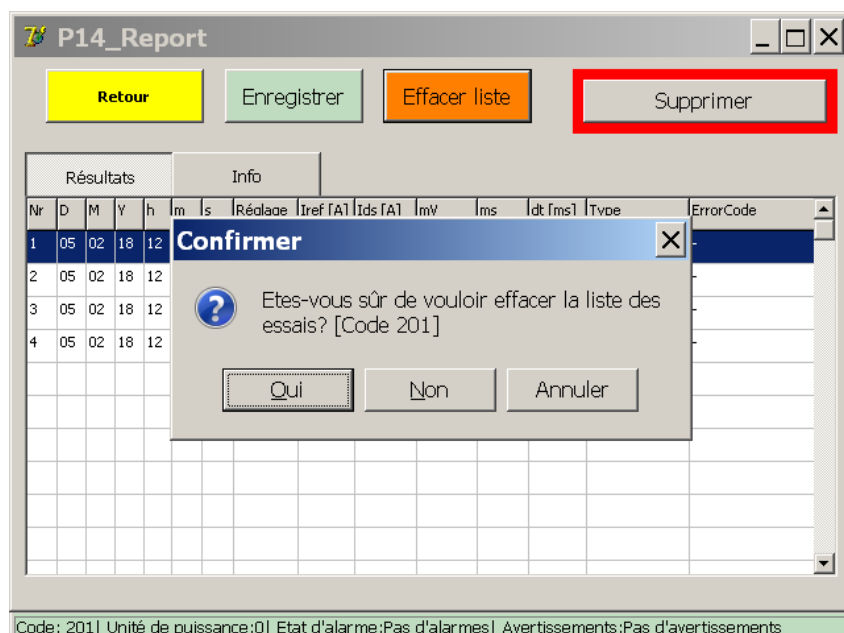 P14_Report
Retour Enregistrer Effacer liste Supprimer
Résultats Info
Nr D M Y h m s Réglage Iref [A] Ids [A] mV ms dt [ms] Type ErrorCode
Confirmer
1 05 02 18 12 -
2 05 02 18 12 -
Etes-vous sûr de vouloir effacer la liste des
essais? [Code 201]
3 05 02 18 12 -
4 05 02 18 12 -
Oui Non Annuler
Code: 201| Unité de puissance:0| Etat d'alarme:Pas d'alarmes| Avertissements:Pas d'avertissements